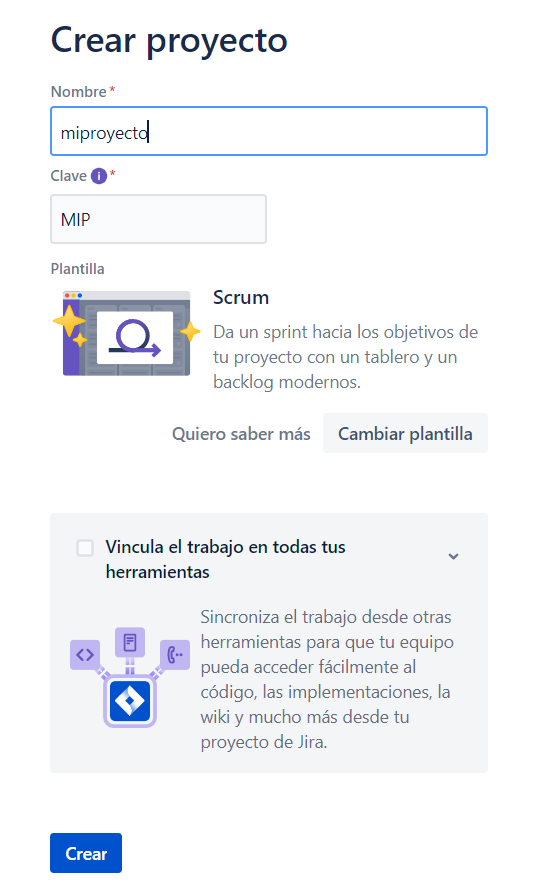 Crear proyecto
Nombre*
miproyecto
Clave i *
MIP
Plantilla
Scrum
Da un sprint hacia los objetivos de
tu proyecto con un tablero y un
backlog modernos.
Quiero saber más
Cambiar plantilla
Vincula el trabajo en todas tus
herramientas
Sincroniza el trabajo desde otras
herramientas para que tu equipo
pueda acceder fácilmente al
código, las implementaciones, la
wiki y mucho más desde tu
proyecto de Jira.
Crear